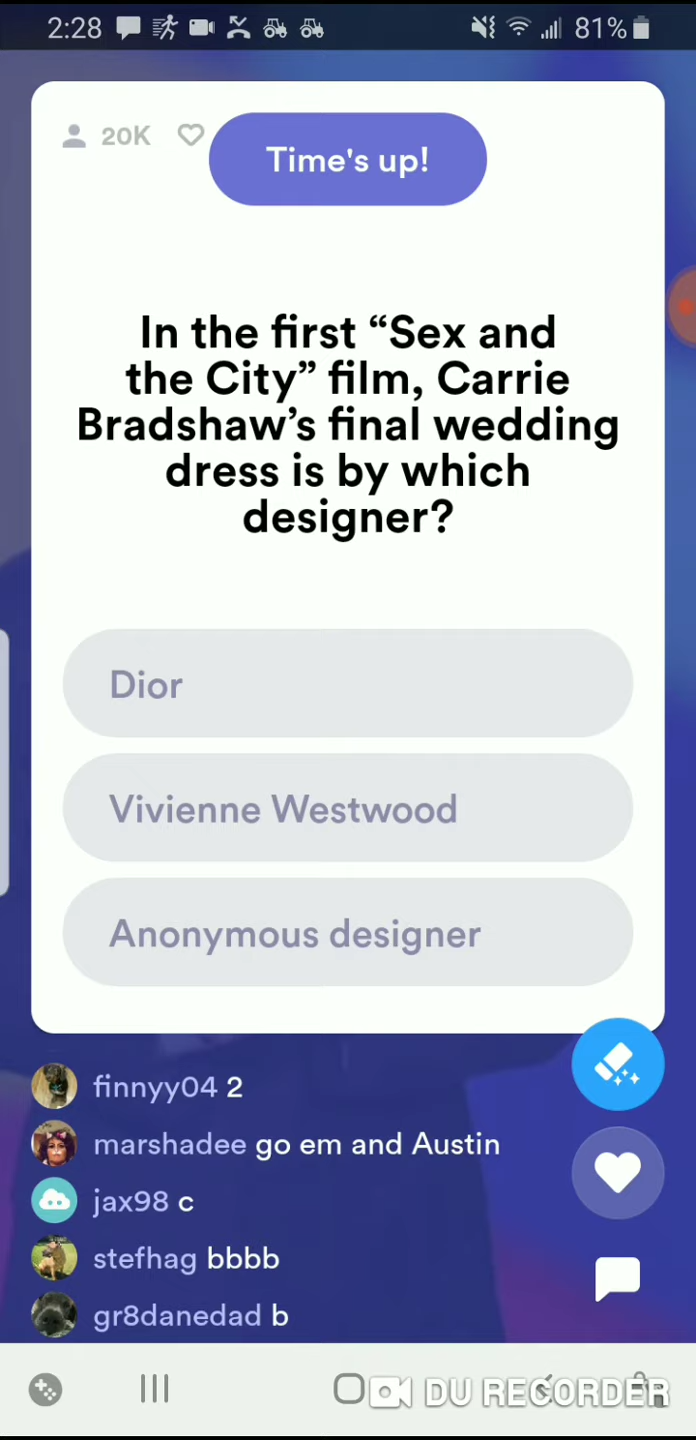 2:28
81%
20K
Time's up!
In the first “Sex and
the City” film, Carrie
Bradshaw’s final wedding
dress is by which
designer?
Dior
Vivienne Westwood
Anonymous designer
finnyy04 2
marshadee go em and Austin
jax98 c
stefhag bbbb
gr8danedad b
DU RECORDER